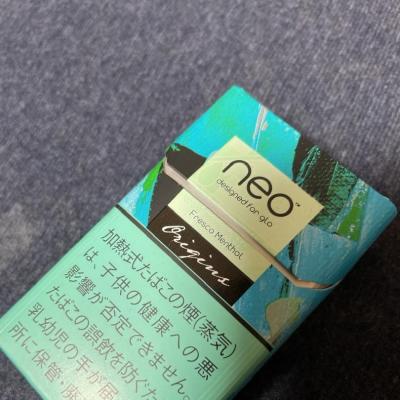 neo™
designed for glo
Fresco Menthol
Origins
加熱式たばこの煙(蒸気)
は、子供の健康への悪
影響が否定できません。
たばこの誤飲を防ぐため
乳幼児の手が届
所に保管・廃